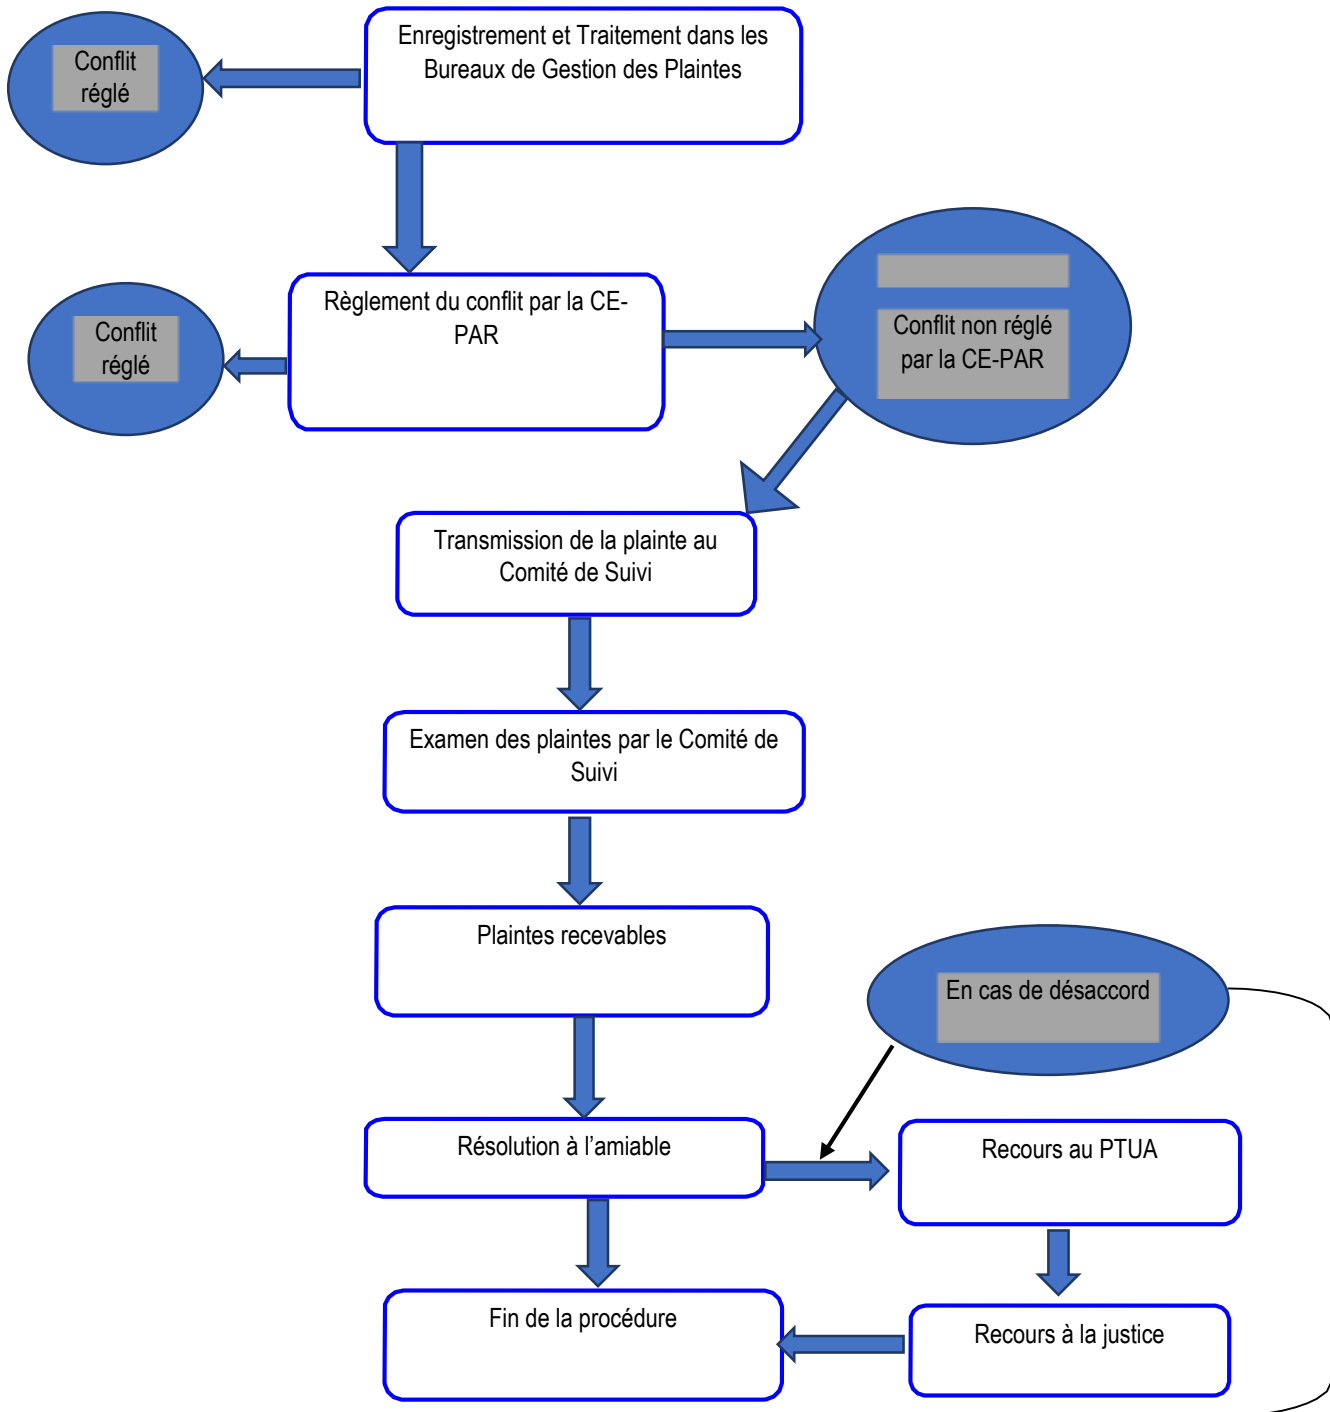 Enregistrement et Traitement dans les
Bureaux de Gestion des Plaintes
Conflit
réglé
Règlement du conflit par la CE-
PAR
Conflit
réglé
Conflit non réglé
par la CE-PAR
Transmission de la plainte au
Comité de Suivi
Examen des plaintes par le Comité de
Suivi
Plaintes recevables
En cas de désaccord
Résolution à l’amiable
Recours au PTUA
Fin de la procédure
Recours à la justice